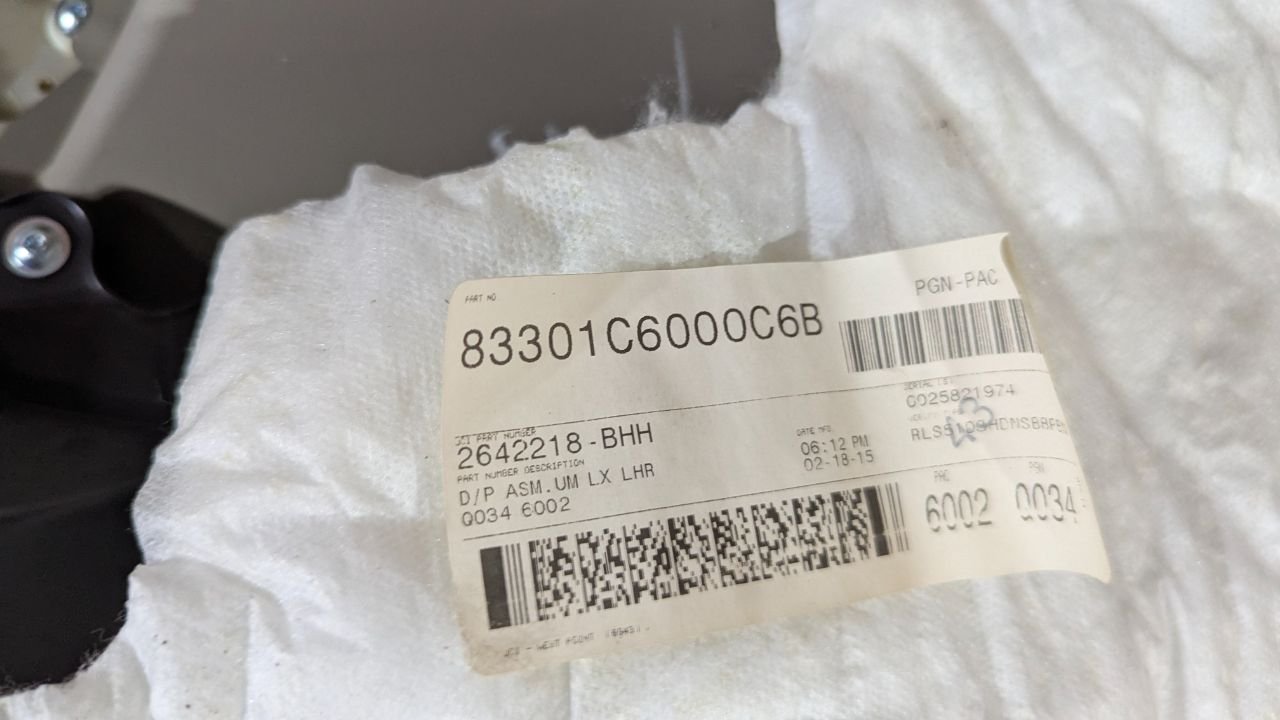 PART NO.
83301C6000C6B
PGN-PAC
JCI PART NUMBER
2642218-BHH
PART NUMBER DESCRIPTION
D/P ASM.UM LX LHR
Q034 6002
DATE MFG.
06:12 PM
02-18-15
C025821974
PAC
6002
PGN
Q034